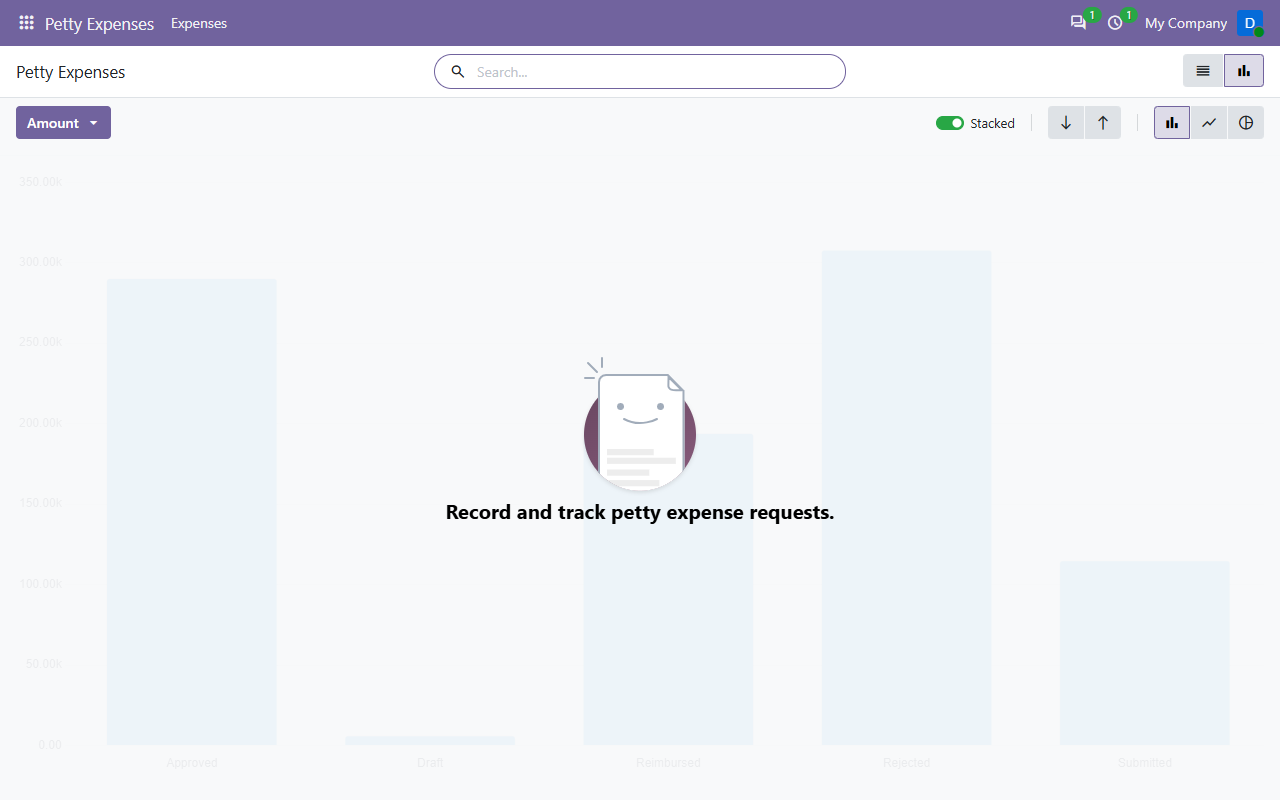 Petty Expenses Expenses 1 1 My Company D
Petty Expenses Search...
Amount Stacked
350.00k
300.00k
250.00k
200.00k
150.00k
100.00k
50.00k
0.00
Record and track petty expense requests.
Approved Draft Reimbursed Rejected Submitted